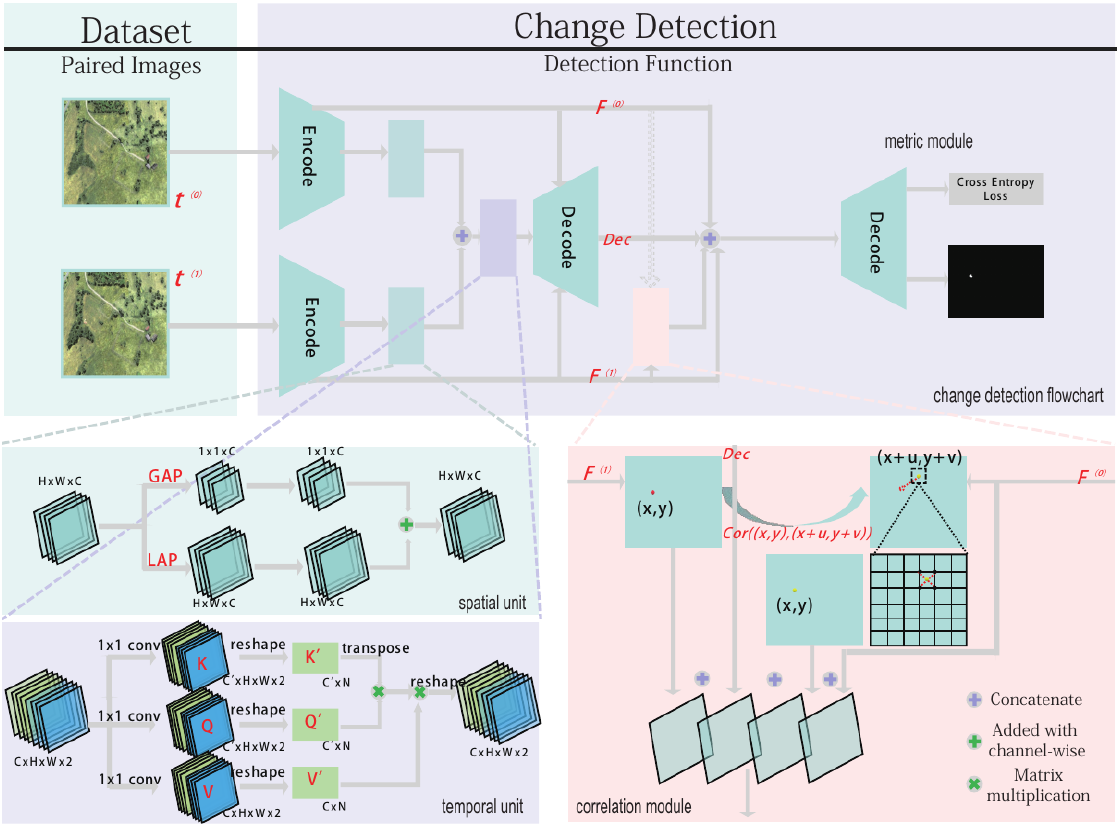 Dataset
Paired Images
t (0)
t (1)
Change Detection
Detection Function
Encode
Encode
F (0)
Decode
Dec
F (1)
metric module
Decode
Cross Entropy
Loss
change detection flowchart
HxWxC
GAP
1x1xC
1x1xC
LAP
HxWxC
HxWxC
HxWxC
spatial unit
CxHxWx2
1x1 conv
K
reshape
C'xHxWx2
K'
C'xN
transpose
1x1 conv
Q
reshape
C'xHxWx2
Q'
C'xN
1x1 conv
V
reshape
CxHxWx2
V'
CxN
reshape
CxHxWx2
temporal unit
F (1)
(x,y)
Dec
Cor((x,y),(x+u,y+v))
(x+u,y+v)
F (0)
(x,y)
Concatenate
Added with
channel-wise
Matrix
multiplication
correlation module